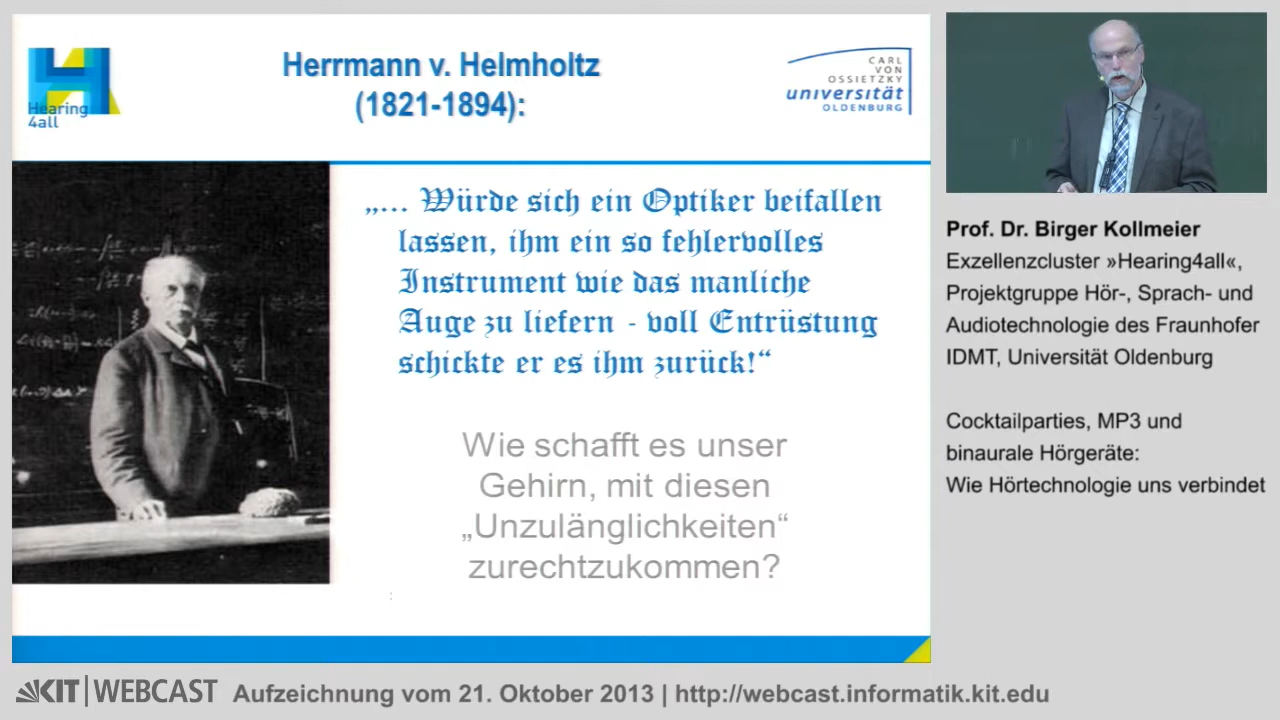 Hearing
4all
Herrmann v. Helmholtz
(1821-1894):
CARL
VON
OSSIETZKY
universität
OLDENBURG
„... Würde sich ein Optiker beifallen
lassen, ihm ein so fehlervolles
Instrument wie das manliche
Auge zu liefern - voll Entrüstung
schickte er es ihm zurück!“
Wie schafft es unser
Gehirn, mit diesen
„Unzulänglichkeiten“
zurechtzukommen?
Prof. Dr. Birger Kollmeier
Exzellenzcluster »Hearing4all«,
Projektgruppe Hör-, Sprach- und
Audiotechnologie des Fraunhofer
IDMT, Universität Oldenburg
Cocktailparties, MP3 und
binaurale Hörgeräte:
Wie Hörtechnologie uns verbindet
KIT | WEBCAST Aufzeichnung vom 21. Oktober 2013 | http://webcast.informatik.kit.edu